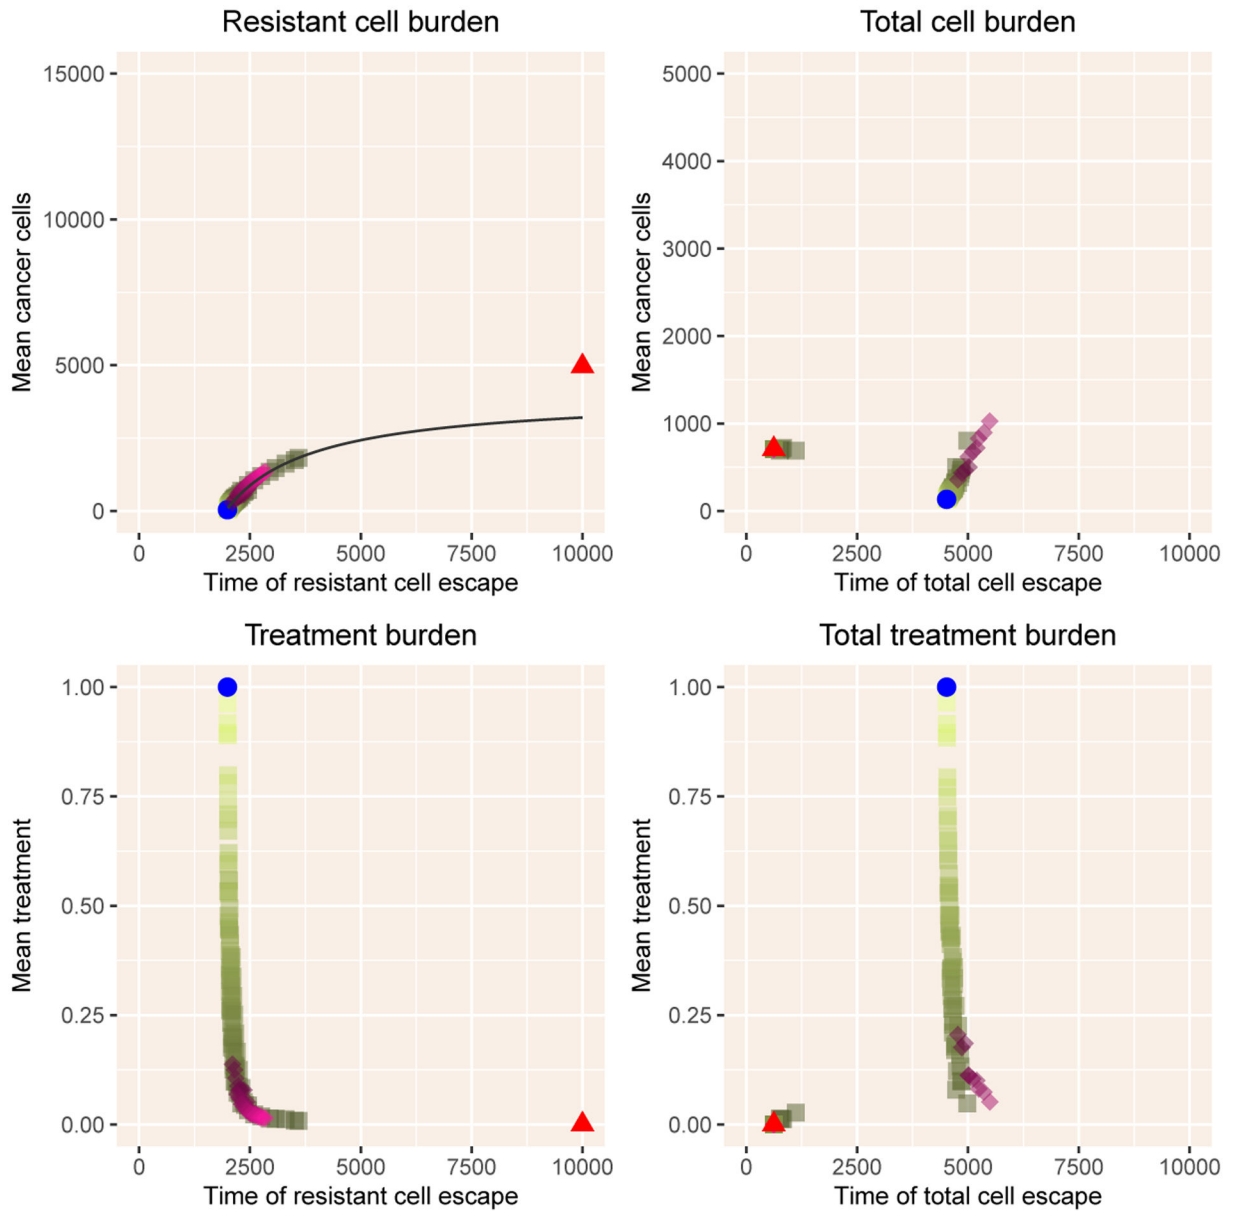 Resistant cell burden
Total cell burden
15000
10000
5000
0
Mean cancer cells
0 2500 5000 7500 10000
Time of resistant cell escape
5000
4000
3000
2000
1000
0
Mean cancer cells
0 2500 5000 7500 10000
Time of total cell escape
Treatment burden
Total treatment burden
1.00
0.75
0.50
0.25
0.00
Mean treatment
0 2500 5000 7500 10000
Time of resistant cell escape
1.00
0.75
0.50
0.25
0.00
Mean treatment
0 2500 5000 7500 10000
Time of total cell escape